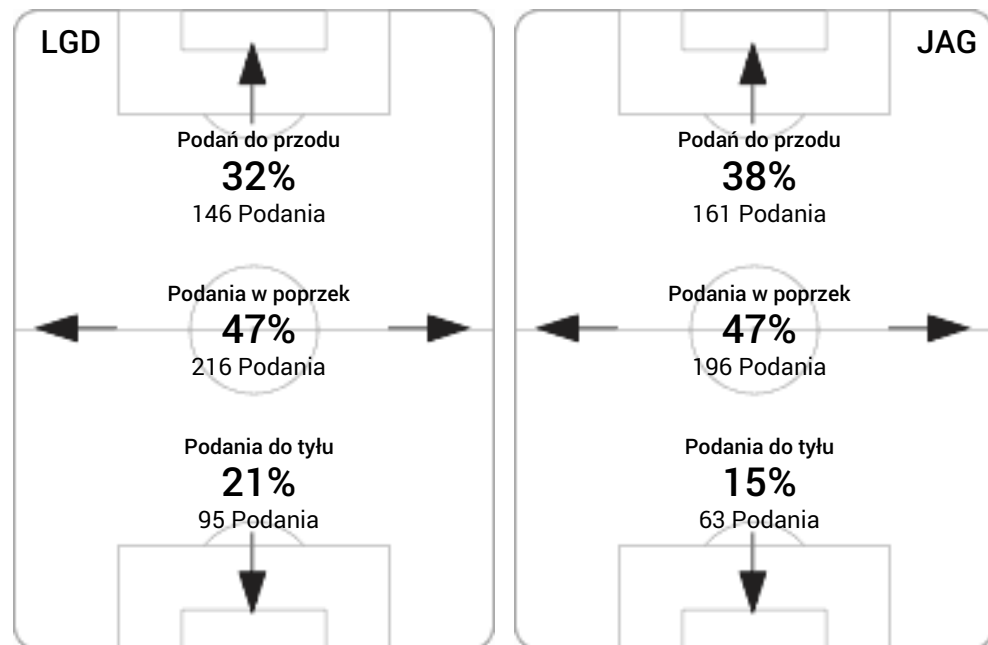 LGD
Podań do przodu
32%
146 Podania
Podania w poprzek
47%
216 Podania
Podania do tyłu
21%
95 Podania
JAG
Podań do przodu
38%
161 Podania
Podania w poprzek
47%
196 Podania
Podania do tyłu
15%
63 Podania